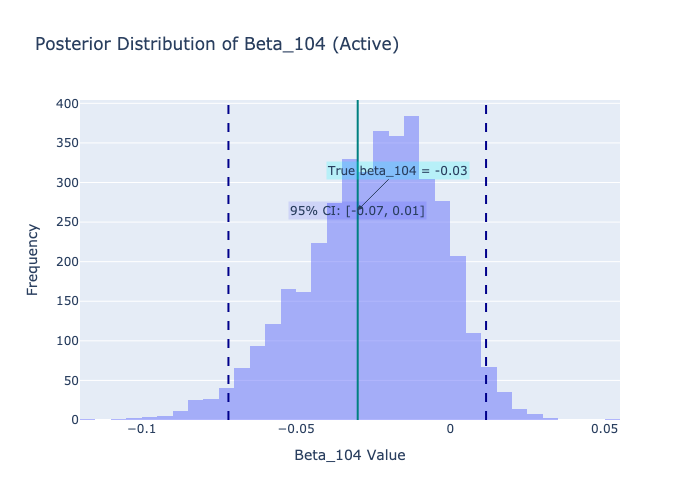 Posterior Distribution of Beta_104 (Active)
400
350
300
250
200
150
100
50
0
Frequency
True beta_104 = -0.03
95% CI: [-0.07, 0.01]
−0.1
−0.05
0
0.05
Beta_104 Value